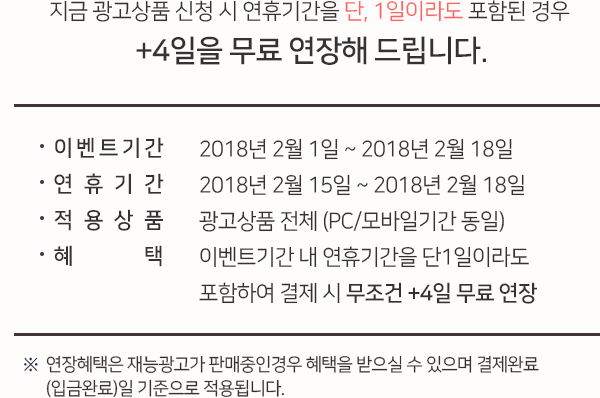 지금 광고상품 신청 시 연휴기간을 단, 1일이라도 포함된 경우
+4일을 무료 연장해 드립니다.
· 이벤트기간 2018년 2월 1일 ~ 2018년 2월 18일
· 연휴기간 2018년 2월 15일 ~ 2018년 2월 18일
· 적용상품 광고상품 전체 (PC/모바일기간 동일)
· 혜택 이벤트기간 내 연휴기간을 단1일이라도
포함하여 결제 시 무조건 +4일 무료 연장
※ 연장혜택은 재능광고가 판매중인경우 혜택을 받으실 수 있으며 결제완료
(입금완료)일 기준으로 적용됩니다.